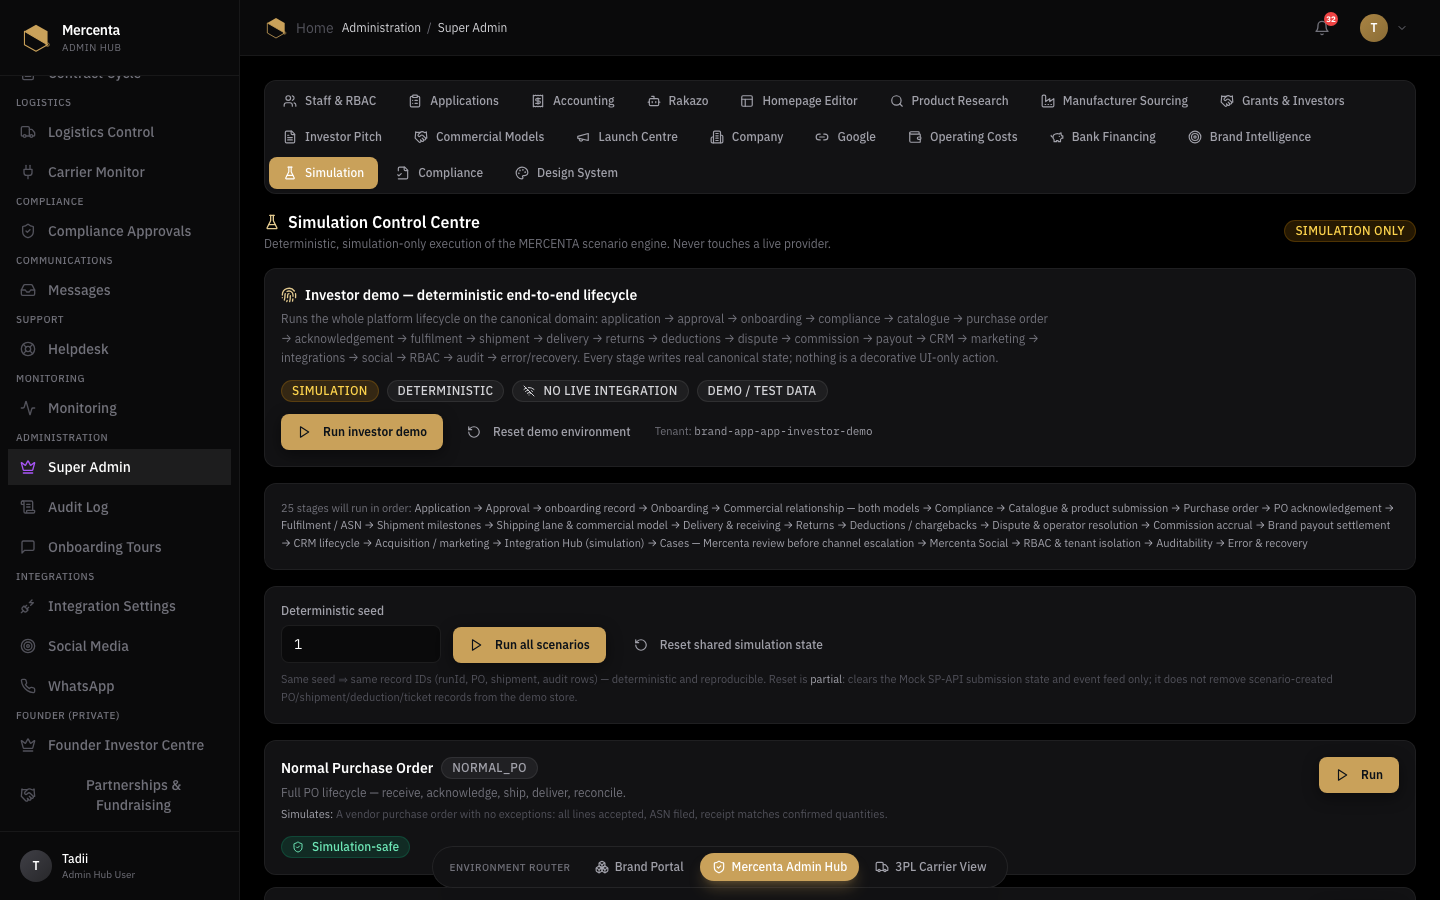 Mercenta
ADMIN HUB
Contract Cycle
LOGISTICS
Logistics Control
Carrier Monitor
COMPLIANCE
Compliance Approvals
COMMUNICATIONS
Messages
SUPPORT
Helpdesk
MONITORING
Monitoring
ADMINISTRATION
Super Admin
Audit Log
Onboarding Tours
INTEGRATIONS
Integration Settings
Social Media
WhatsApp
FOUNDER (PRIVATE)
Founder Investor Centre
Partnerships &
Fundraising
T
Tadii
Admin Hub User
Home Administration / Super Admin
32
T
Staff & RBAC Applications Accounting Rakazo Homepage Editor Product Research Manufacturer Sourcing Grants & Investors
Investor Pitch Commercial Models Launch Centre Company Google Operating Costs Bank Financing Brand Intelligence
Simulation Compliance Design System
Simulation Control Centre
Deterministic, simulation-only execution of the MERCENTA scenario engine. Never touches a live provider.
SIMULATION ONLY
Investor demo — deterministic end-to-end lifecycle
Runs the whole platform lifecycle on the canonical domain: application → approval → onboarding → compliance → catalogue → purchase order
→ acknowledgement → fulfilment → shipment → delivery → returns → deductions → dispute → commission → payout → CRM → marketing →
integrations → social → RBAC → audit → error/recovery. Every stage writes real canonical state; nothing is a decorative UI-only action.
SIMULATION DETERMINISTIC NO LIVE INTEGRATION DEMO / TEST DATA
Run investor demo Reset demo environment Tenant: brand-app-app-investor-demo
25 stages will run in order: Application → Approval → onboarding record → Onboarding → Commercial relationship — both models → Compliance → Catalogue & product submission → Purchase order → PO acknowledgement →
Fulfilment / ASN → Shipment milestones → Shipping lane & commercial model → Delivery & receiving → Returns → Deductions / chargebacks → Dispute & operator resolution → Commission accrual → Brand payout settlement
→ CRM lifecycle → Acquisition / marketing → Integration Hub (simulation) → Cases — Mercenta review before channel escalation → Mercenta Social → RBAC & tenant isolation → Auditability → Error & recovery
Deterministic seed
1 Run all scenarios Reset shared simulation state
Same seed ⇒ same record IDs (runId, PO, shipment, audit rows) — deterministic and reproducible. Reset is partial: clears the Mock SP-API submission state and event feed only; it does not remove scenario-created
PO/shipment/deduction/ticket records from the demo store.
Normal Purchase Order NORMAL_PO
Full PO lifecycle — receive, acknowledge, ship, deliver, reconcile.
Simulates: A vendor purchase order with no exceptions: all lines accepted, ASN filed, receipt matches confirmed quantities.
Simulation-safe
Run
ENVIRONMENT ROUTER Brand Portal Mercenta Admin Hub 3PL Carrier View